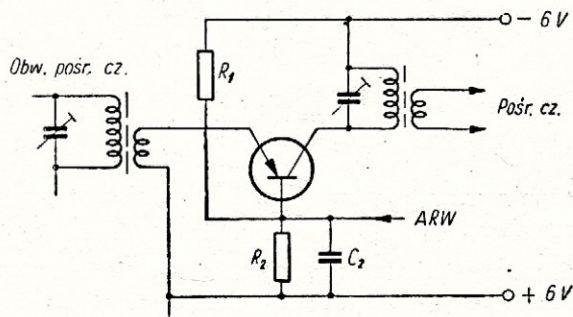 − 6V
Obw. pośr. cz.
R1
Pośr. cz.
ARW
R2
C2
+ 6V